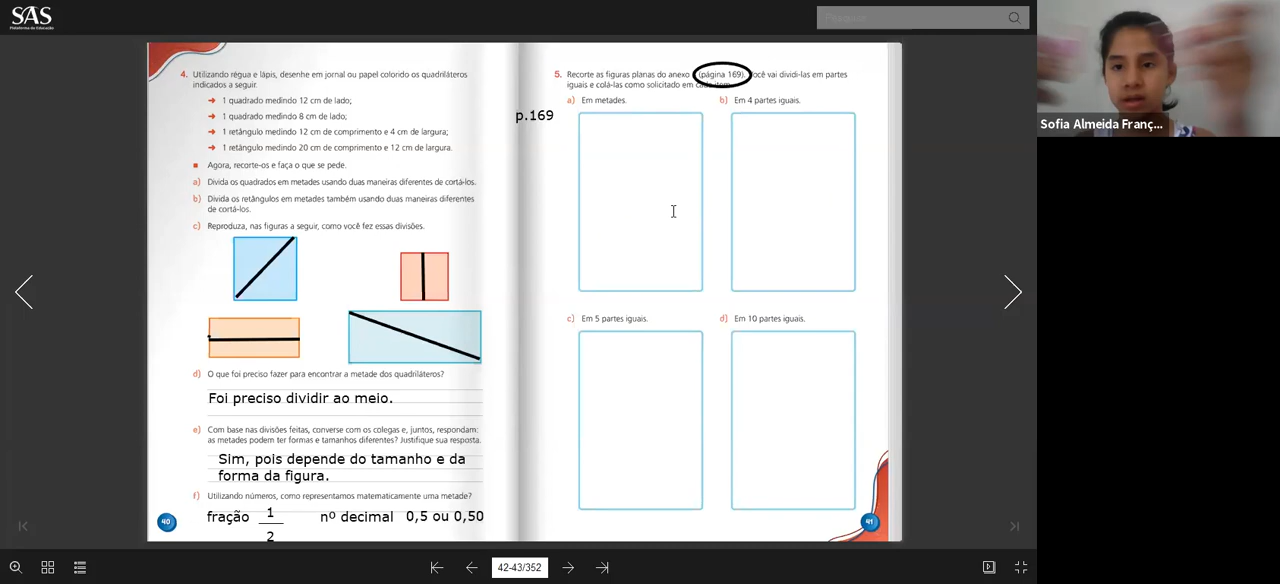 SAS
Plataforma de Educação
Pesquisar
4. Utilizando régua e lápis, desenhe em jornal ou papel colorido os quadriláteros
indicados a seguir.
➔ 1 quadrado medindo 12 cm de lado;
➔ 1 quadrado medindo 8 cm de lado;
➔ 1 retângulo medindo 12 cm de comprimento e 4 cm de largura;
➔ 1 retângulo medindo 20 cm de comprimento e 12 cm de largura.
■ Agora, recorte-os e faça o que se pede.
a) Divida os quadrados em metades usando duas maneiras diferentes de cortá-los.
b) Divida os retângulos em metades também usando duas maneiras diferentes
de cortá-los.
c) Reproduza, nas figuras a seguir, como você fez essas divisões.
d) O que foi preciso fazer para encontrar a metade dos quadriláteros?
Foi preciso dividir ao meio.
e) Com base nas divisões feitas, converse com os colegas e, juntos, respondam:
as metades podem ter formas e tamanhos diferentes? Justifique sua resposta.
Sim, pois depende do tamanho e da
forma da figura.
f) Utilizando números, como representamos matematicamente uma metade?
fração 1/2 nº decimal 0,5 ou 0,50
40
5. Recorte as figuras planas do anexo (página 169). Você vai dividi-las em partes
iguais e colá-las como solicitado em cada item.
p.169
a) Em metades.
b) Em 4 partes iguais.
c) Em 5 partes iguais.
d) Em 10 partes iguais.
41
42-43/352
Sofia Almeida Franç...